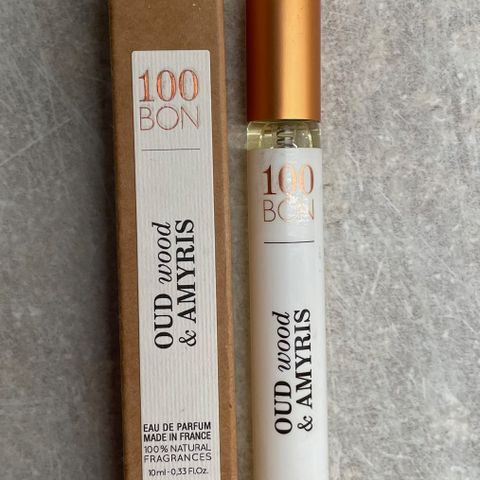 100
BON
OUD wood
& AMYRIS
EAU DE PARFUM
MADE IN FRANCE
100% NATURAL
FRAGRANCES
10ml-0,33 Fl.Oz.
100
BON
OUD wood
& AMYRIS